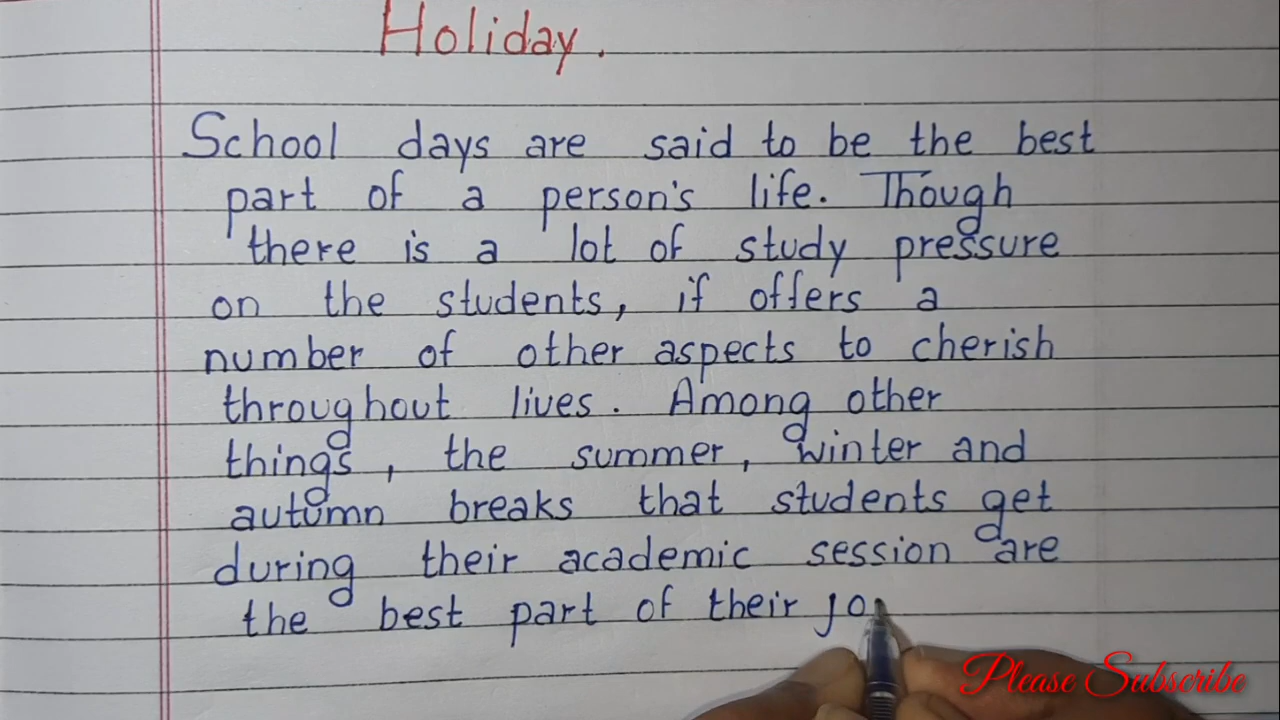 Holiday.
School days are said to be the best
part of a person's life. Though
there is a lot of study pressure
on the students, if offers a
number of other aspects to cherish
throughout lives. Among other
things, the summer, winter and
autumn breaks that students get
during their academic session are
the best part of their jo
Please Subscribe